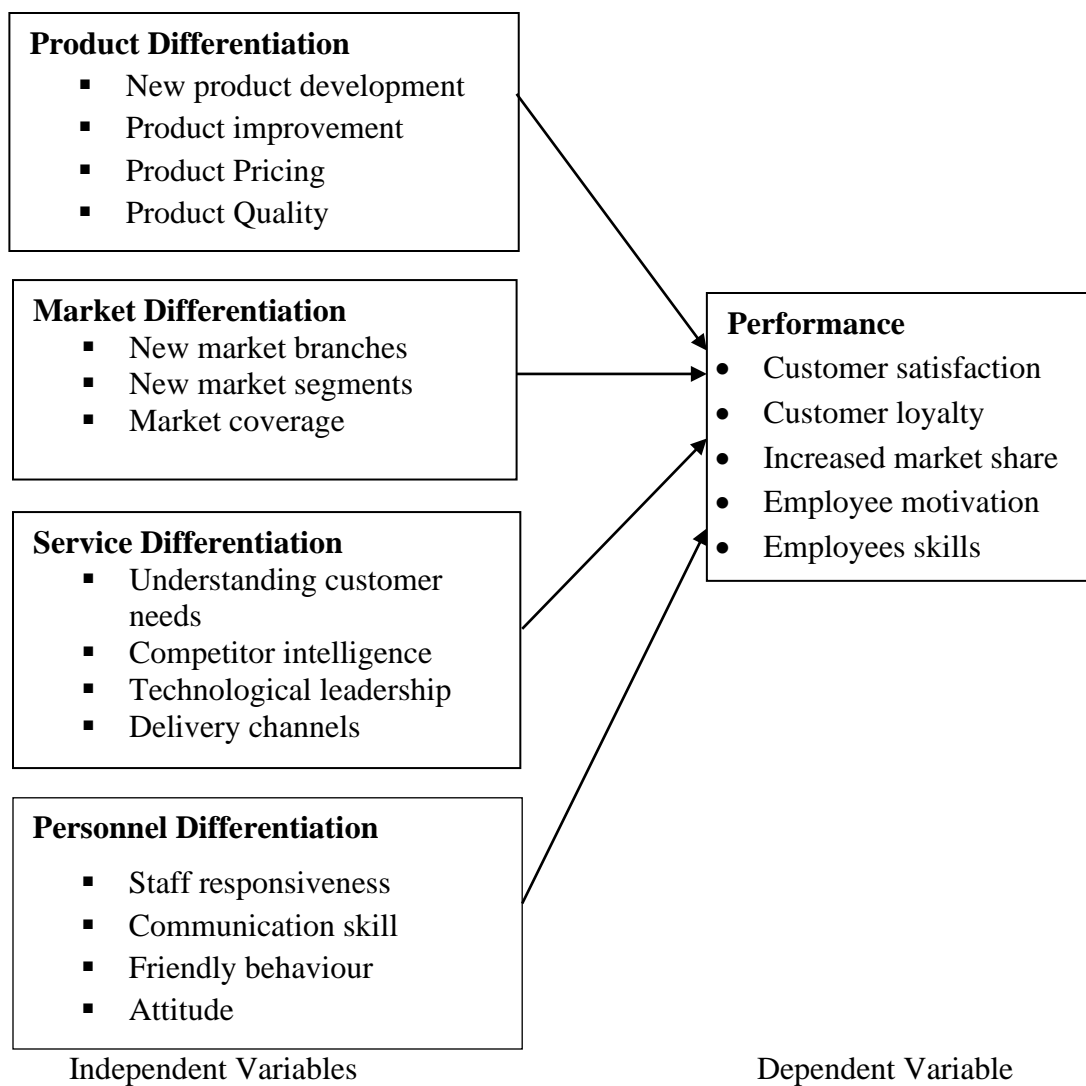 Product Differentiation
▪ New product development
▪ Product improvement
▪ Product Pricing
▪ Product Quality
Market Differentiation
▪ New market branches
▪ New market segments
▪ Market coverage
Service Differentiation
▪ Understanding customer
needs
▪ Competitor intelligence
▪ Technological leadership
▪ Delivery channels
Personnel Differentiation
▪ Staff responsiveness
▪ Communication skill
▪ Friendly behaviour
▪ Attitude
Independent Variables
Performance
• Customer satisfaction
• Customer loyalty
• Increased market share
• Employee motivation
• Employees skills
Dependent Variable